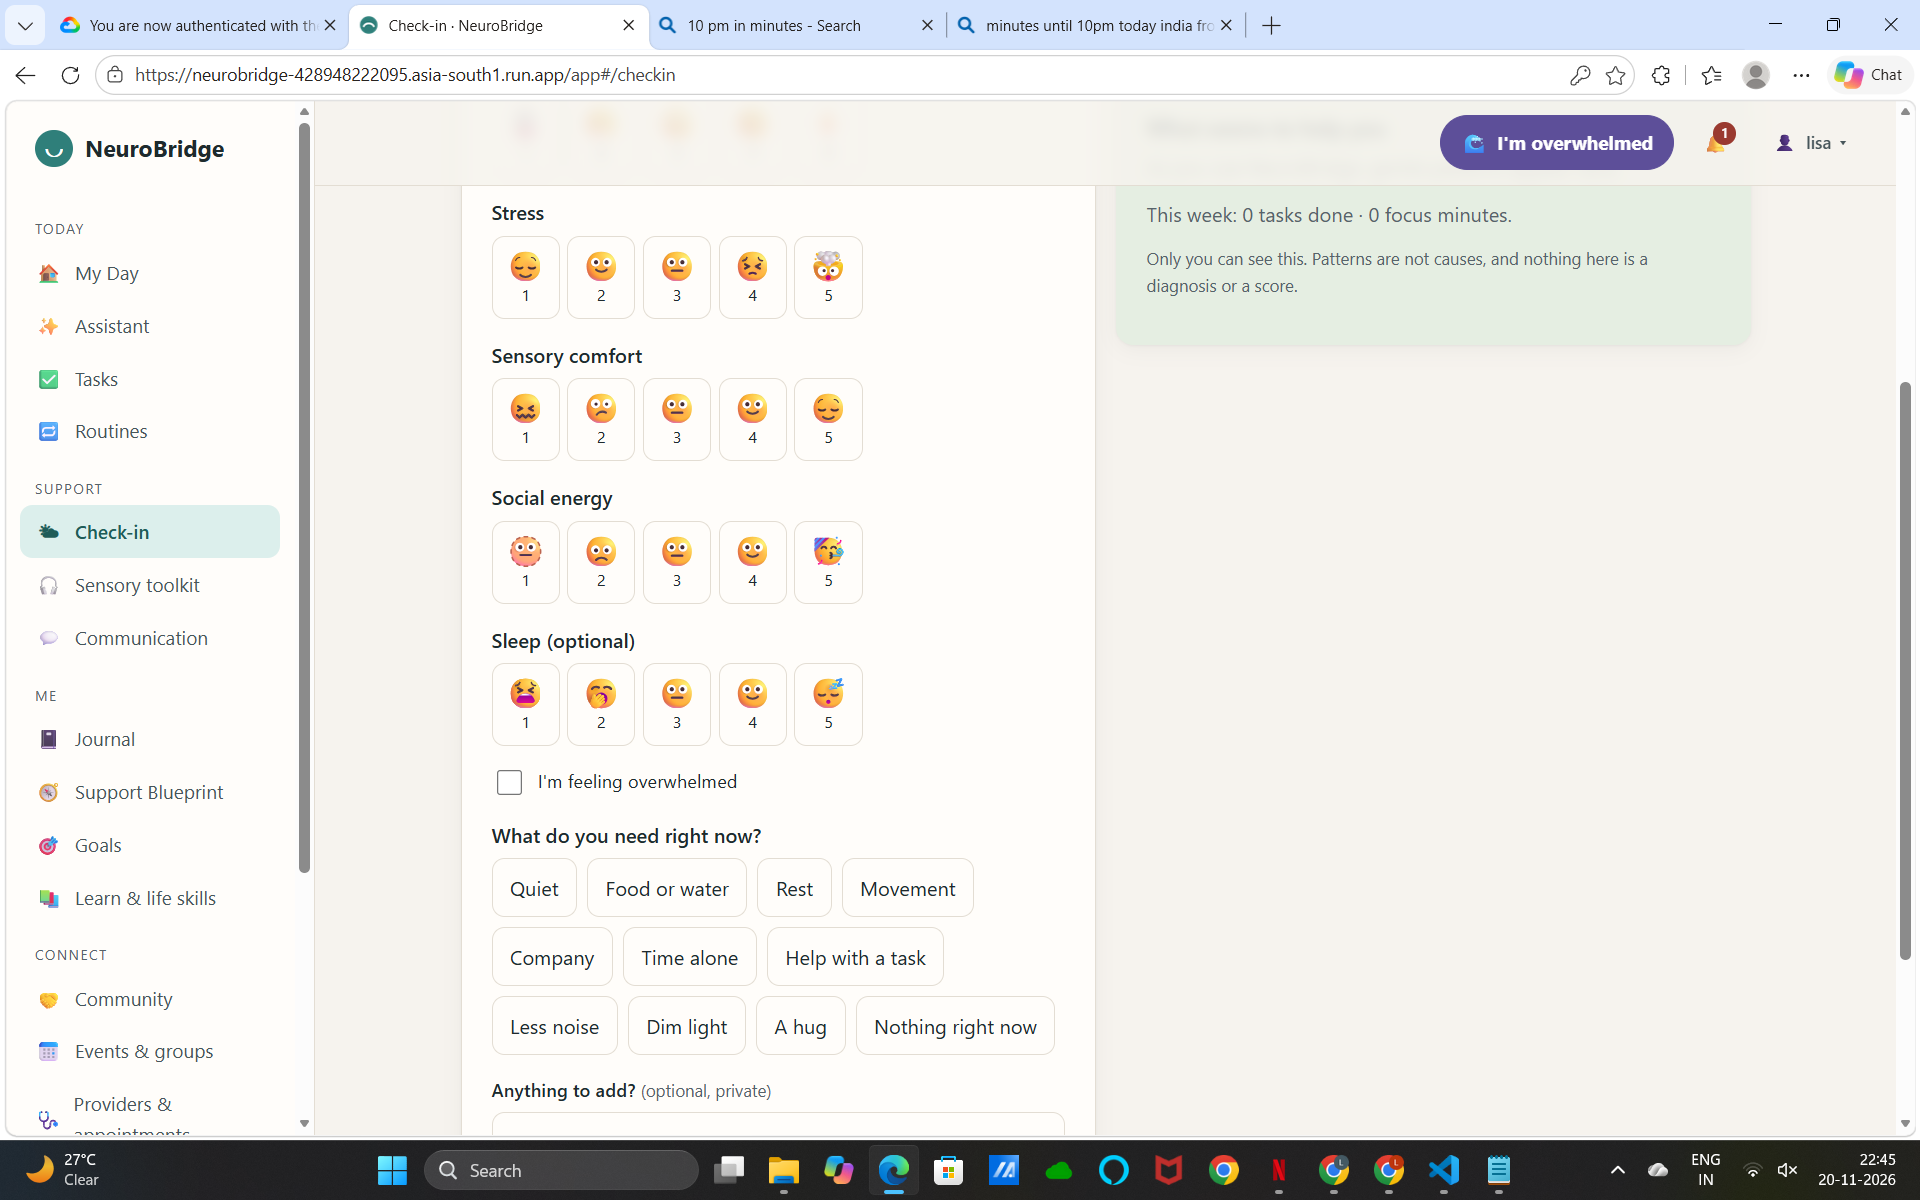 You are now authenticated with the
Check-in · NeuroBridge
10 pm in minutes - Search
minutes until 10pm today india fro
https://neurobridge-428948222095.asia-south1.run.app/app#/checkin
Chat
NeuroBridge
I'm overwhelmed
1
lisa
TODAY
My Day
Assistant
Tasks
Routines
SUPPORT
Check-in
Sensory toolkit
Communication
ME
Journal
Support Blueprint
Goals
Learn & life skills
CONNECT
Community
Events & groups
Providers &
appointments
Stress
1 2 3 4 5
Sensory comfort
1 2 3 4 5
Social energy
1 2 3 4 5
Sleep (optional)
1 2 3 4 5
I'm feeling overwhelmed
What do you need right now?
Quiet Food or water Rest Movement
Company Time alone Help with a task
Less noise Dim light A hug Nothing right now
Anything to add? (optional, private)
This week: 0 tasks done · 0 focus minutes.
Only you can see this. Patterns are not causes, and nothing here is a
diagnosis or a score.
27°C
Clear
Search
ENG
IN
22:45
20-11-2026